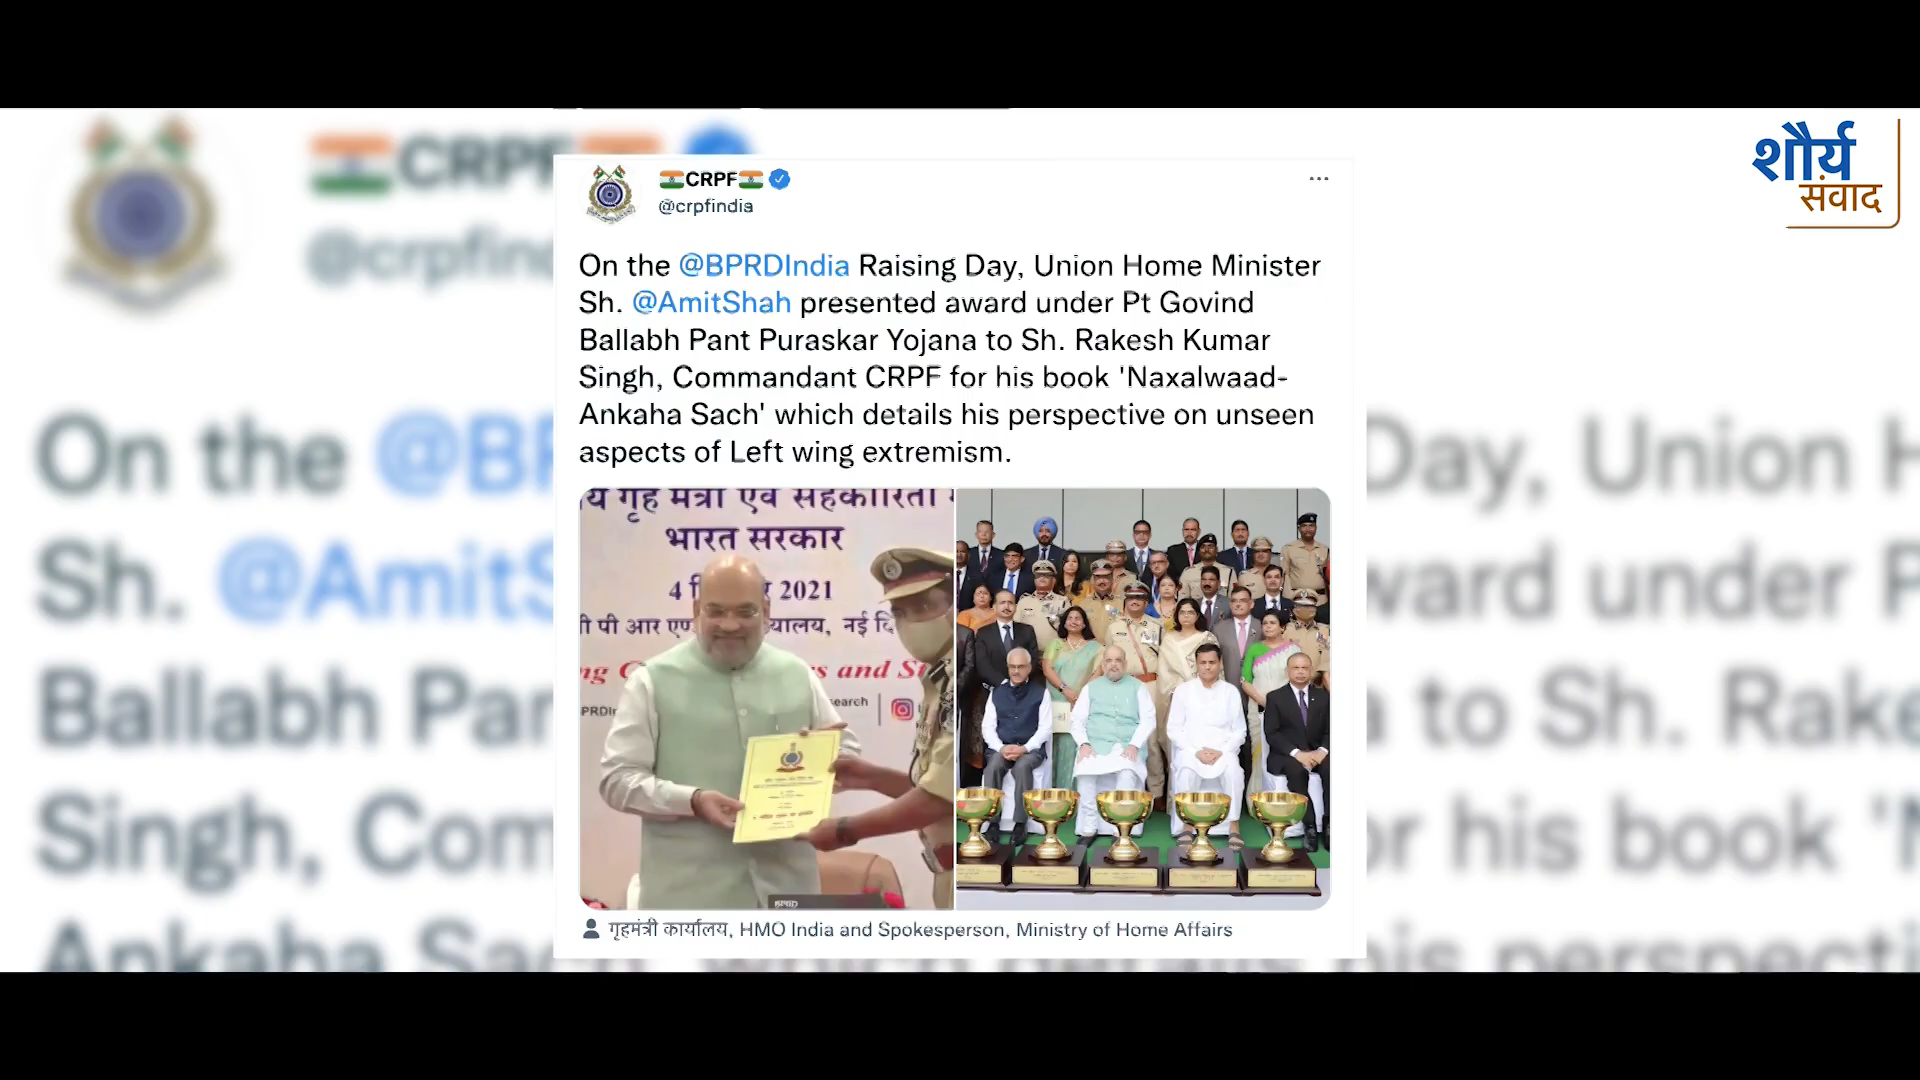 शौर्य
संवाद
CRPF
@crpfindia
On the @BPRDIndia Raising Day, Union Home Minister
Sh. @AmitShah presented award under Pt Govind
Ballabh Pant Puraskar Yojana to Sh. Rakesh Kumar
Singh, Commandant CRPF for his book 'Naxalwaad-
Ankaha Sach' which details his perspective on unseen
aspects of Left wing extremism.
गृह मंत्री एवं सहकारिता
भारत सरकार
2021
नई
and
BPRD
गृहमंत्री कार्यालय, HMO India and Spokesperson, Ministry of Home Affairs